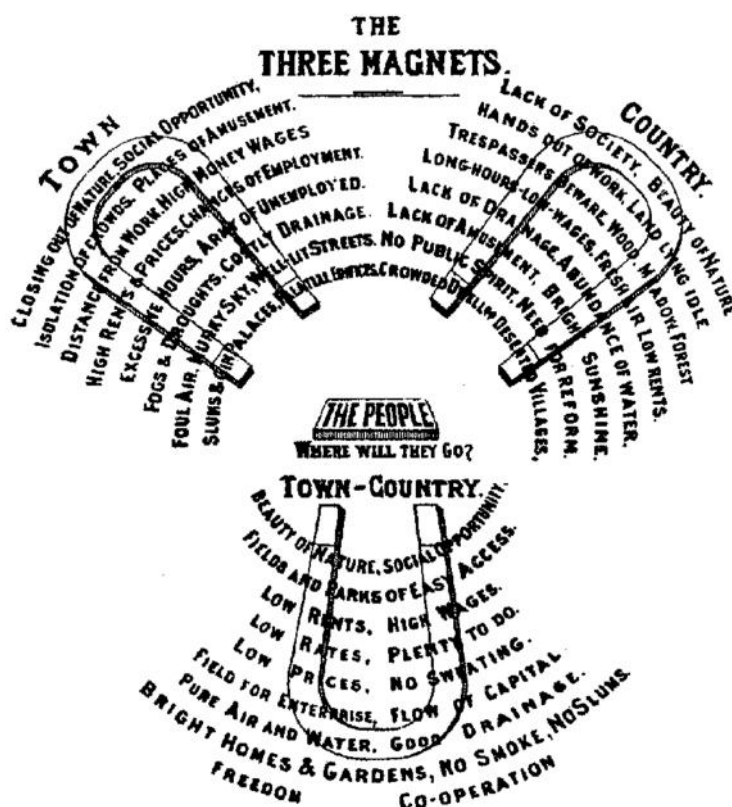 THE
THREE MAGNETS.
TOWN
CLOSING OUT OF NATURE. SOCIAL OPPORTUNITY.
ISOLATION OF CROWDS. PLACES OF AMUSEMENT.
DISTANCE FROM WORK. HIGH MONEY WAGES
HIGH RENTS & PRICES. CHANCES OF EMPLOYMENT.
EXCESSIVE HOURS. ARMY OF UNEMPLOYED.
FOGS & DROUGHTS. COSTLY DRAINAGE.
FOUL AIR. MURKY SKY. WELL-LIT STREETS.
SLUMS & GIN PALACES. EDIFICES.
COUNTRY.
LACK OF SOCIETY. BEAUTY OF NATURE
HANDS OUT OF WORK. LAND LYING IDLE
TRESPASSERS BEWARE. WOOD, MEADOW, FOREST
LONG-HOURS-LOW-WAGES. FRESH AIR LOW RENTS.
LACK OF DRAINAGE. ABUNDANCE OF WATER.
LACK OF AMUSEMENT. BRIGHT SUNSHINE.
NO PUBLIC SPIRIT. NEED FOR REFORM.
CROWDED DESERTED VILLAGES,
THE PEOPLE
WHERE WILL THEY GO?
TOWN-COUNTRY.
BEAUTY OF NATURE, SOCIAL OPPORTUNITY.
FIELDS AND PARKS OF EASY ACCESS.
LOW RENTS, HIGH WAGES.
LOW RATES, PLENTY TO DO.
LOW PRICES, NO SWEATING.
FIELD FOR ENTERPRISE, FLOW OF CAPITAL.
PURE AIR AND WATER, GOOD DRAINAGE.
BRIGHT HOMES & GARDENS, NO SMOKE, NO SLUMS.
FREEDOM CO-OPERATION